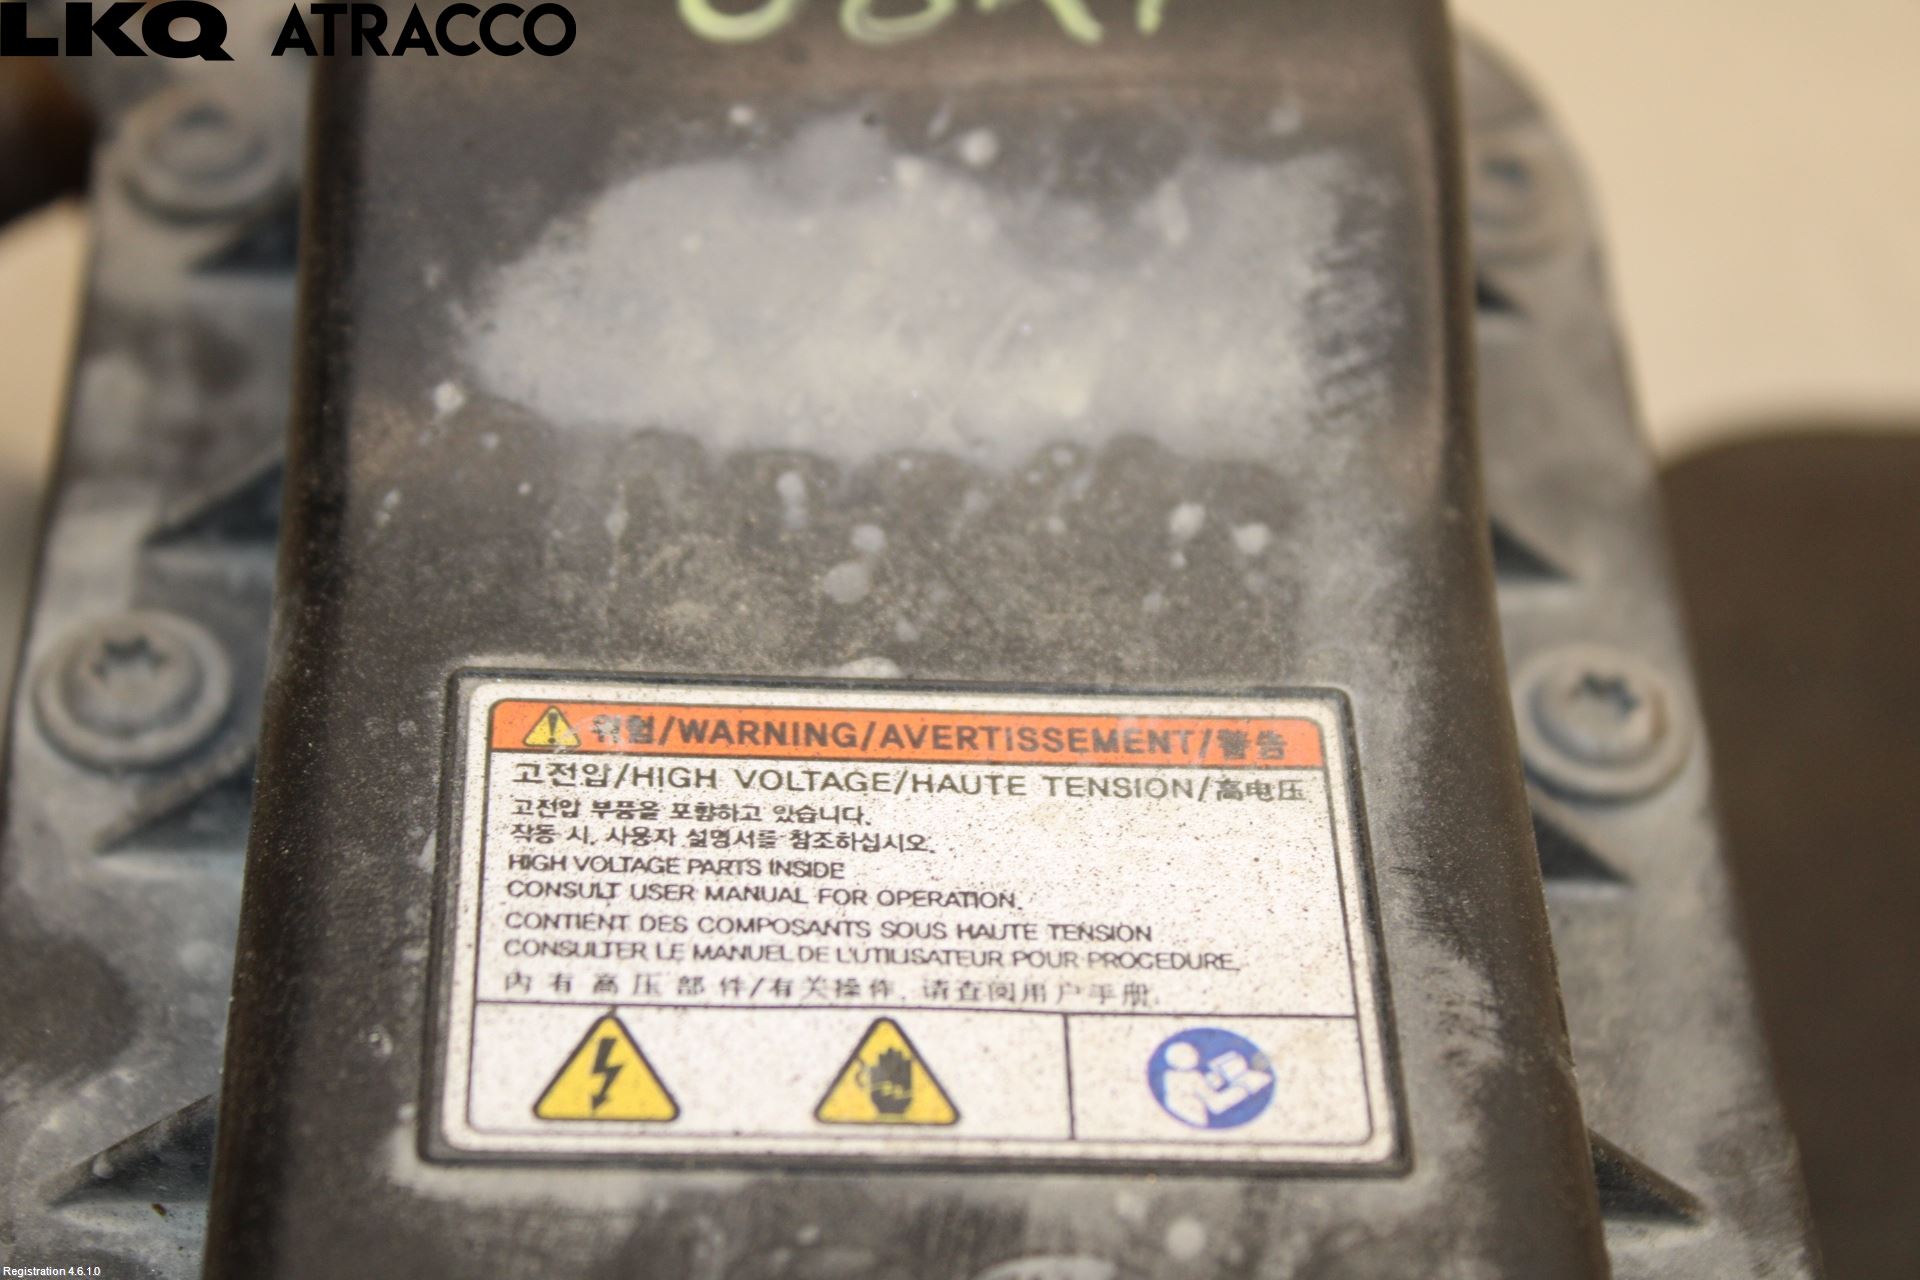 LKQ ATRACCO
위험/WARNING/AVERTISSEMENT/警告
고전압/HIGH VOLTAGE/HAUTE TENSION/高电压
고전압 부품을 포함하고 있습니다.
작동 시, 사용자 설명서를 참조하십시오.
HIGH VOLTAGE PARTS INSIDE
CONSULT USER MANUAL FOR OPERATION.
CONTIENT DES COMPOSANTS SOUS HAUTE TENSION
CONSULTER LE MANUEL DE L'UTILISATEUR POUR PROCEDURE.
内有高压部件/有关操作, 请查阅用户手册.
Registration 4.6.1.0